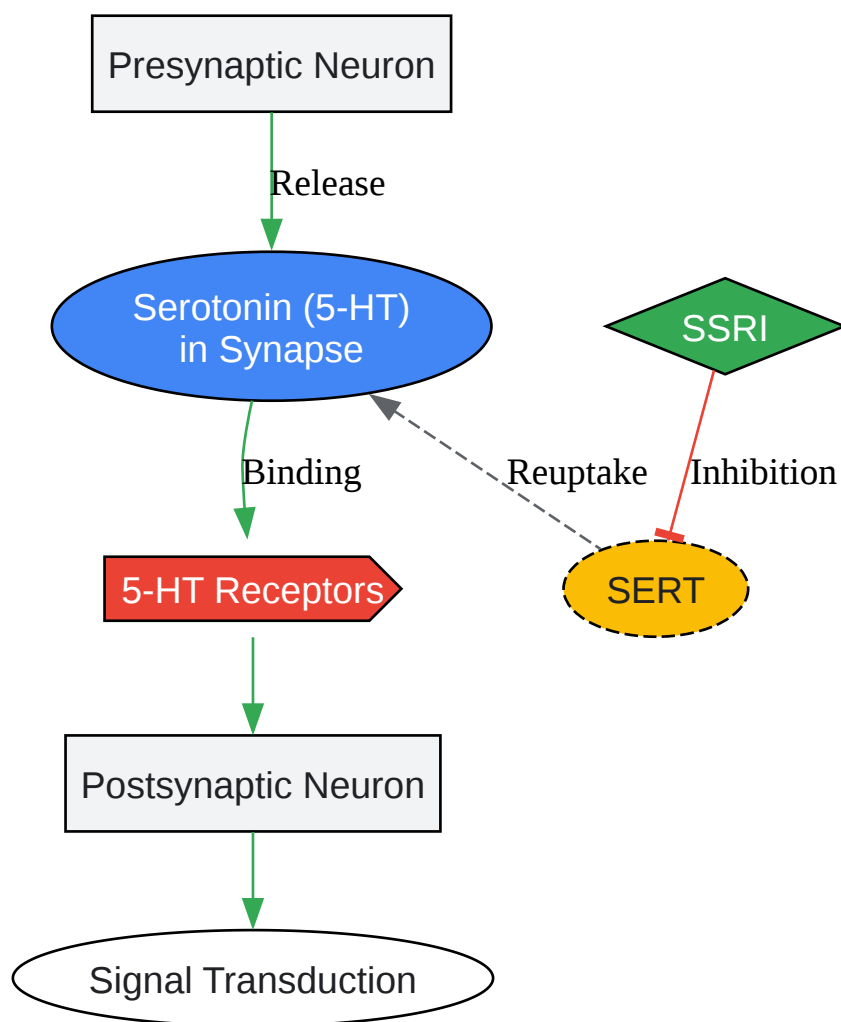 Presynaptic Neuron
Release
Serotonin (5-HT)
in Synapse
SSRI
Binding
Reuptake
Inhibition
5-HT Receptors
SERT
Postsynaptic Neuron
Signal Transduction